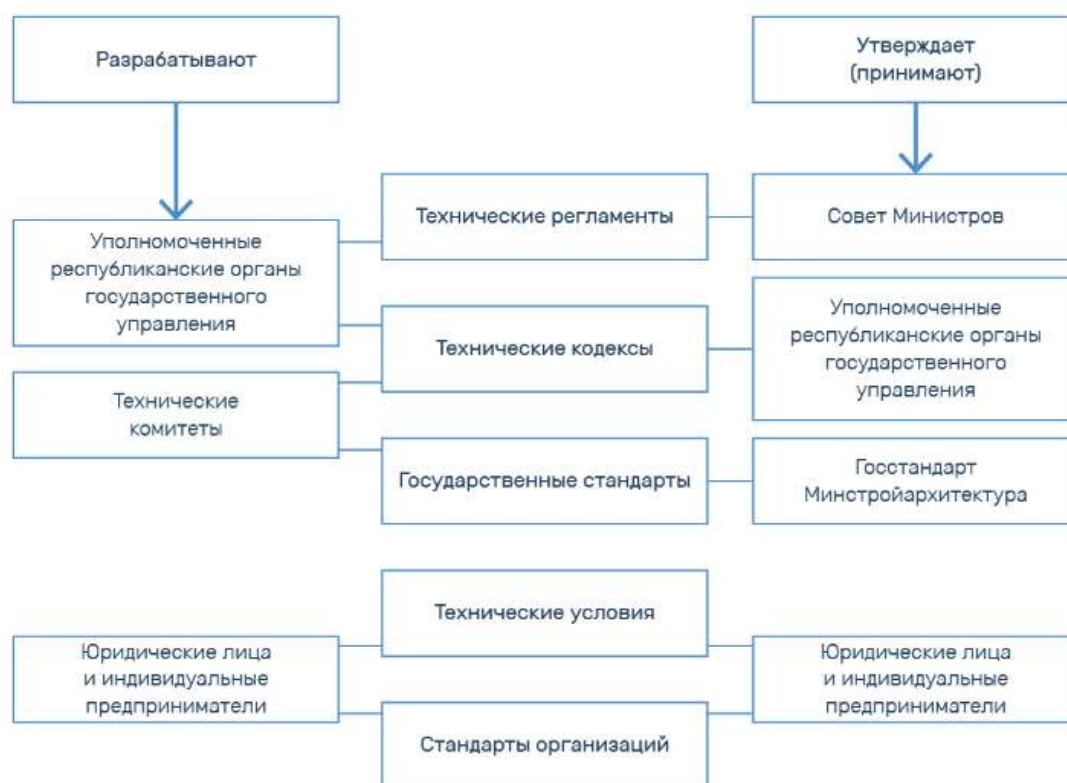 Разрабатывают
Утверждает
(принимают)
Технические регламенты
Совет Министров
Уполномоченные
республиканские органы
государственного
управления
Технические кодексы
Уполномоченные
республиканские органы
государственного
управления
Технические
комитеты
Государственные стандарты
Госстандарт
Минстройархитектура
Технические условия
Юридические лица
и индивидуальные
предприниматели
Юридические лица
и индивидуальные
предприниматели
Стандарты организаций